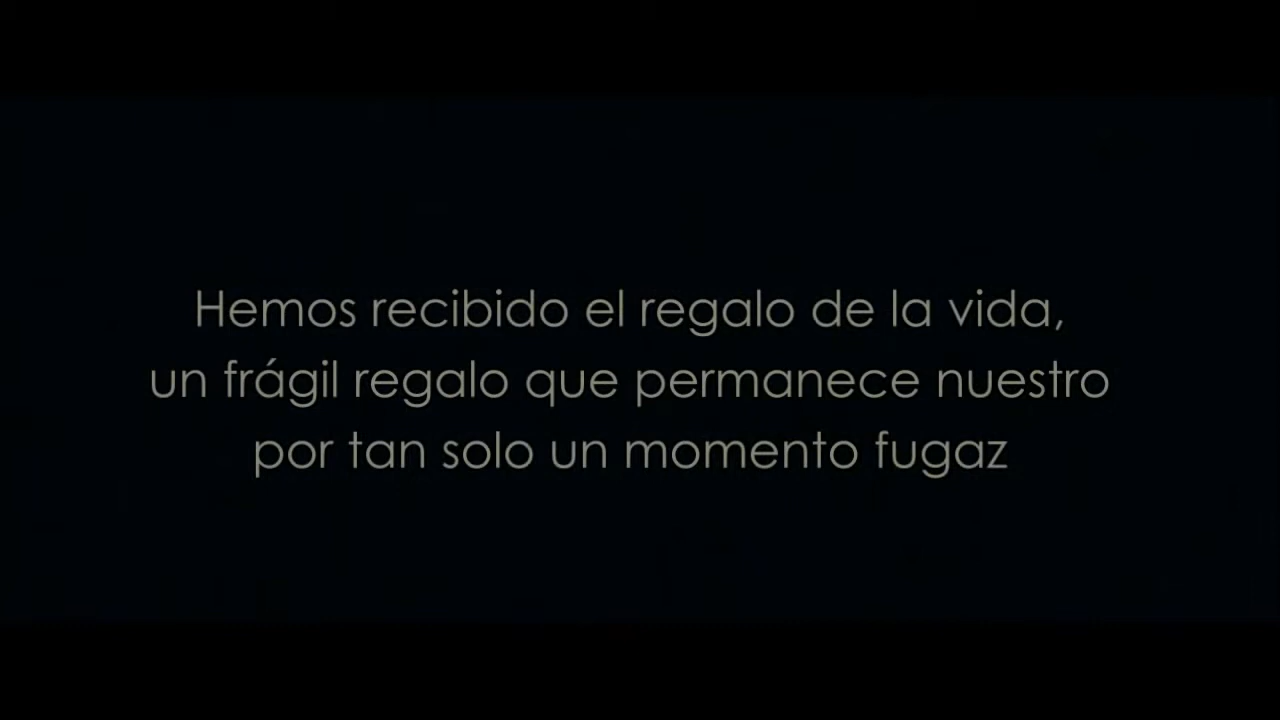 Hemos recibido el regalo de la vida,
un frágil regalo que permanece nuestro
por tan solo un momento fugaz